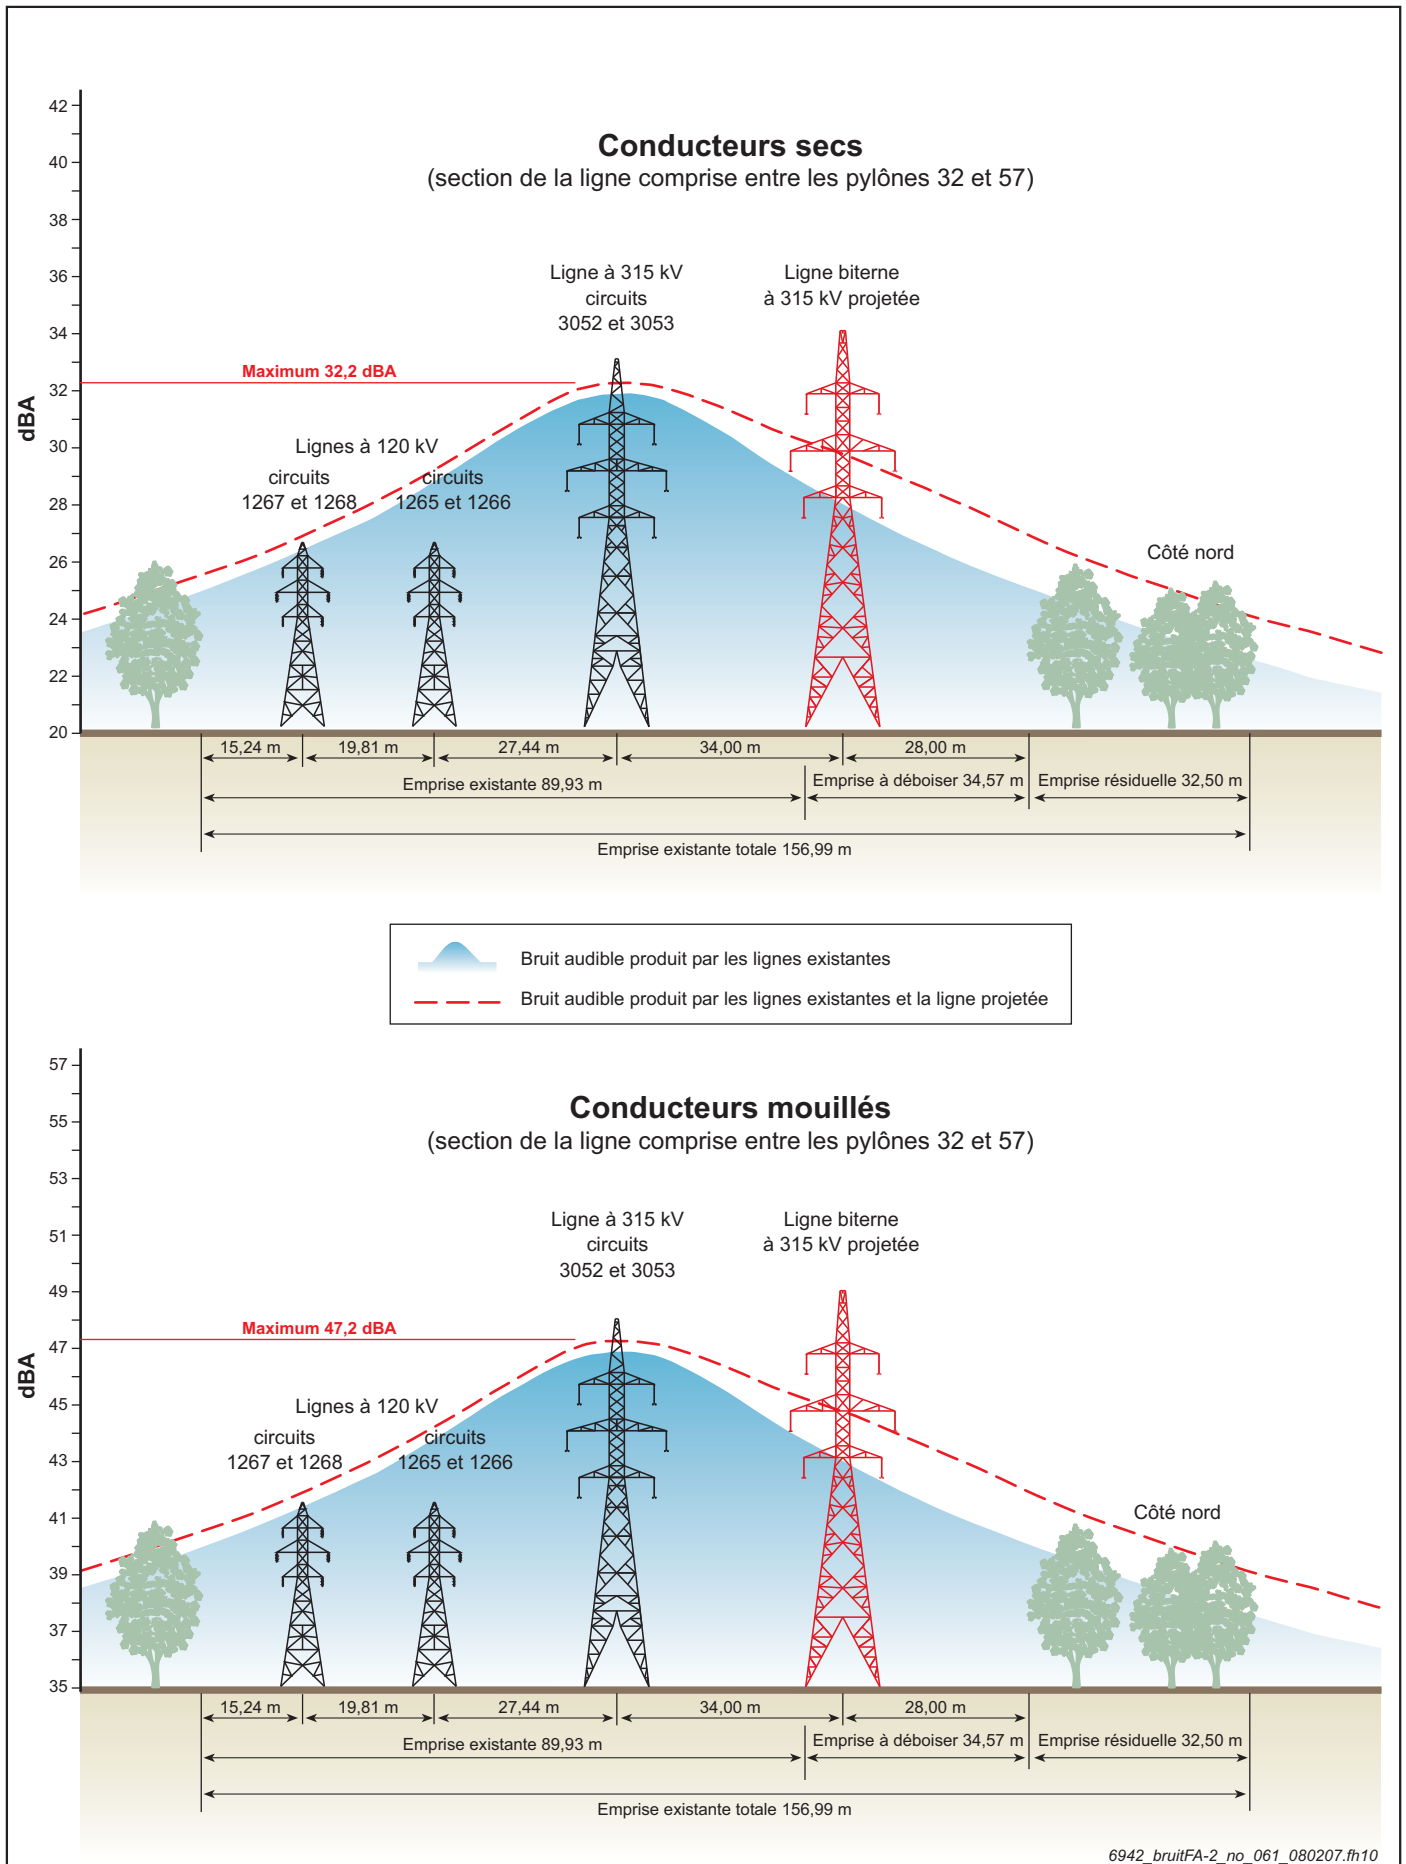 42
40
38
36
34
32
30
28
26
24
22
20
dBA
Conducteurs secs
(section de la ligne comprise entre les pylônes 32 et 57)
Ligne à 315 kV
circuits
3052 et 3053
Ligne biterne
à 315 kV projetée
Maximum 32,2 dBA
Lignes à 120 kV
circuits
1267 et 1268
circuits
1265 et 1266
Côté nord
15,24 m
19,81 m
27,44 m
34,00 m
28,00 m
Emprise existante 89,93 m
Emprise à déboiser 34,57 m
Emprise résiduelle 32,50 m
Emprise existante totale 156,99 m
Bruit audible produit par les lignes existantes
Bruit audible produit par les lignes existantes et la ligne projetée
57
55
53
51
49
47
45
43
41
39
37
35
dBA
Conducteurs mouillés
(section de la ligne comprise entre les pylônes 32 et 57)
Ligne à 315 kV
circuits
3052 et 3053
Ligne biterne
à 315 kV projetée
Maximum 47,2 dBA
Lignes à 120 kV
circuits
1267 et 1268
circuits
1265 et 1266
Côté nord
15,24 m
19,81 m
27,44 m
34,00 m
28,00 m
Emprise existante 89,93 m
Emprise à déboiser 34,57 m
Emprise résiduelle 32,50 m
Emprise existante totale 156,99 m
6942_bruitFA-2_no_061_080207.fh10